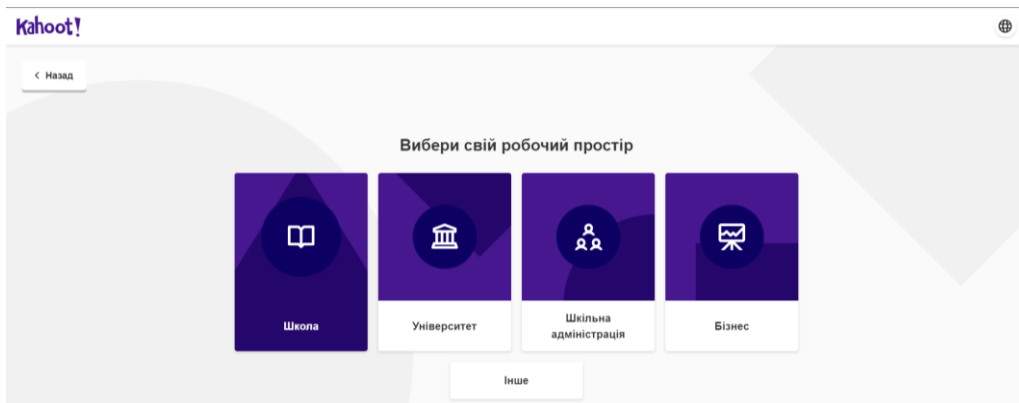 Kahoot!
Назад
Вибери свій робочий простір
Школа
Університет
Шкільна
адміністрація
Бізнес
Інше